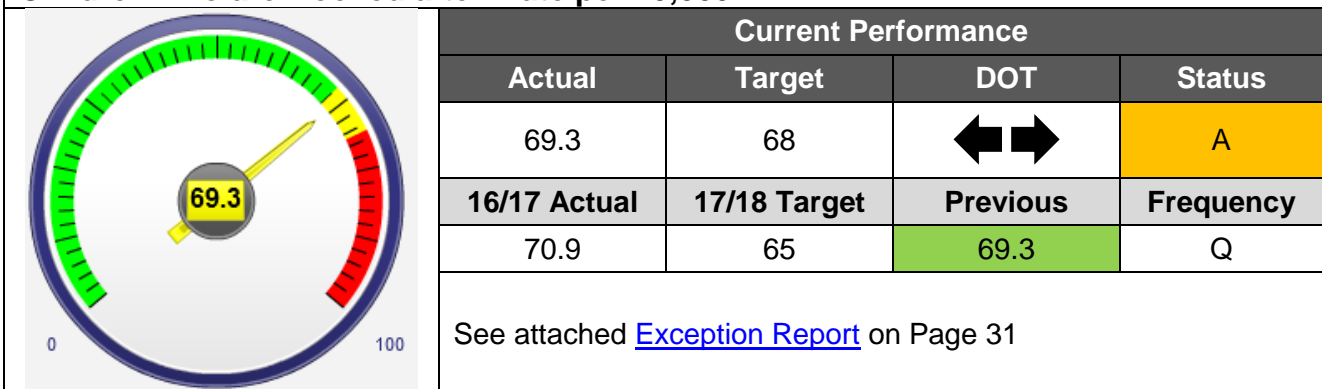 Current Performance
Actual Target DOT Status
69.3 68 A
16/17 Actual 17/18 Target Previous Frequency
70.9 65 69.3 Q
69.3
0 100
See attached Exception Report on Page 31